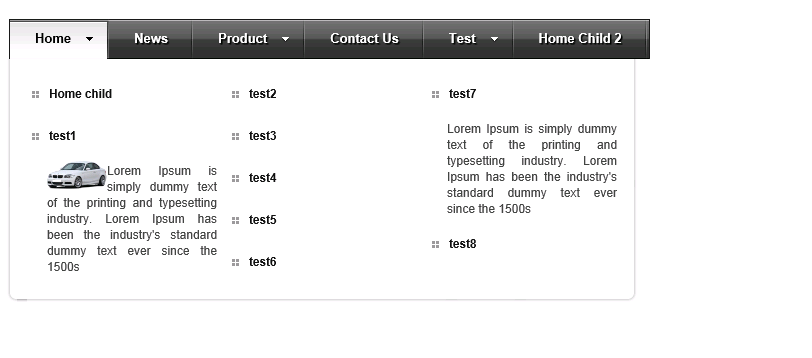 Home News Product Contact Us Test Home Child 2
Home child
test1
Lorem Ipsum is
simply dummy text
of the printing and typesetting
industry. Lorem Ipsum has
been the industry's standard
dummy text ever since the
1500s
test2
test3
test4
test5
test6
test7
Lorem Ipsum is simply dummy
text of the printing and
typesetting industry. Lorem
Ipsum has been the industry's
standard dummy text ever
since the 1500s
test8